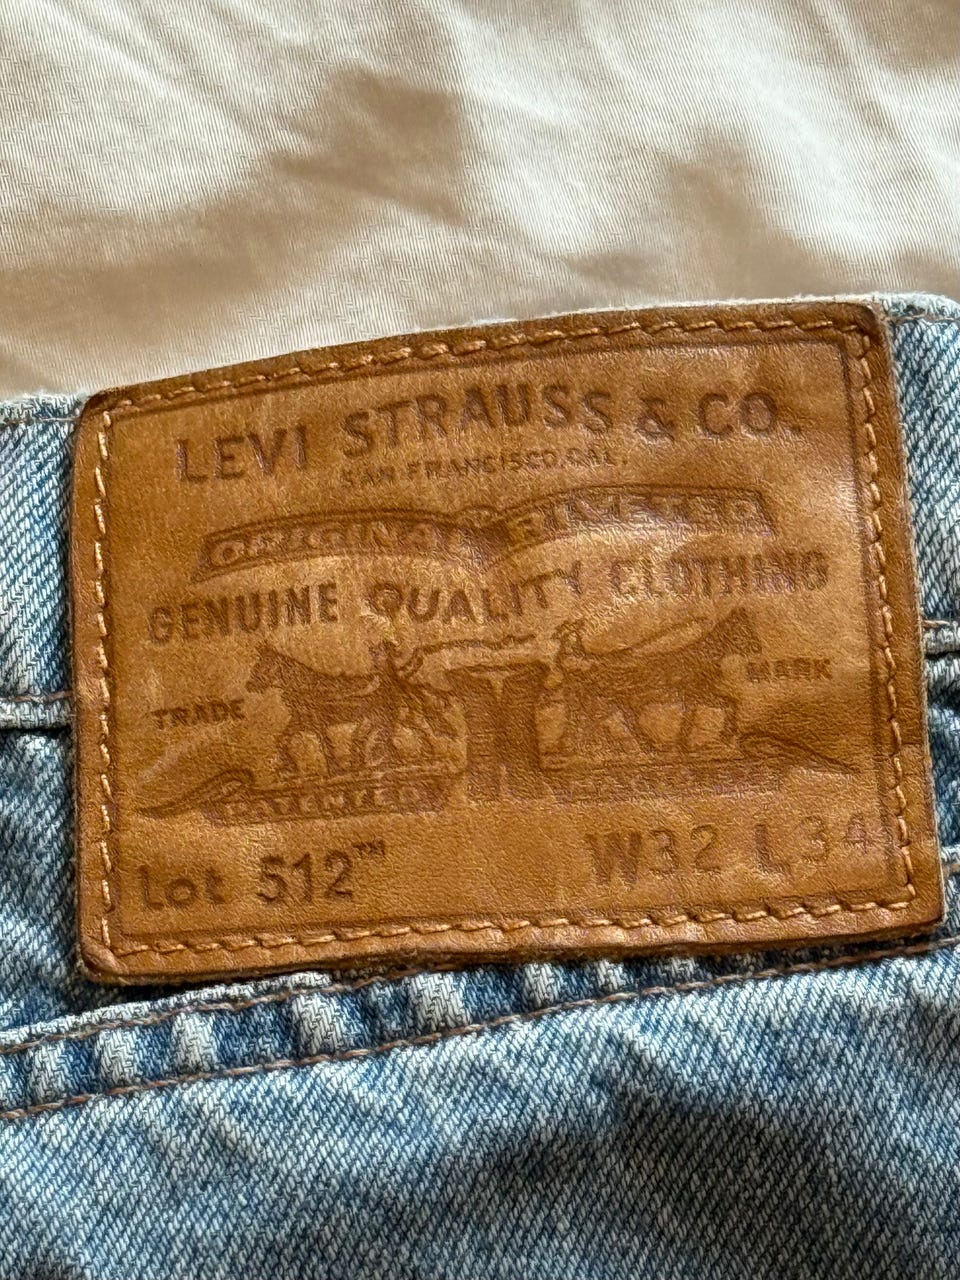 LEVI STRAUSS & CO.
SAN FRANCISCO, CAL.
ORIGINAL RIVETED
GENUINE QUALITY CLOTHING
TRADE MARK
PATENTED
Lot 512™ W32 L34